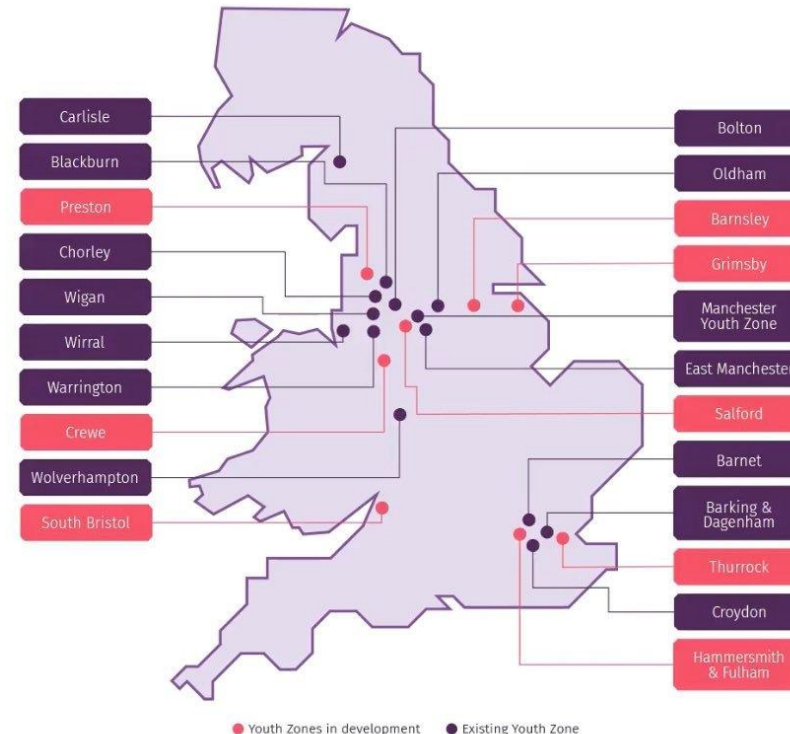 Carlisle
Blackburn
Preston
Chorley
Wigan
Wirral
Warrington
Crewe
Wolverhampton
South Bristol
Bolton
Oldham
Barnsley
Grimsby
Manchester
Youth Zone
East Manchester
Salford
Barnet
Barking &
Dagenham
Thurrock
Croydon
Hammersmith
& Fulham
Youth Zones in development
Existing Youth Zone